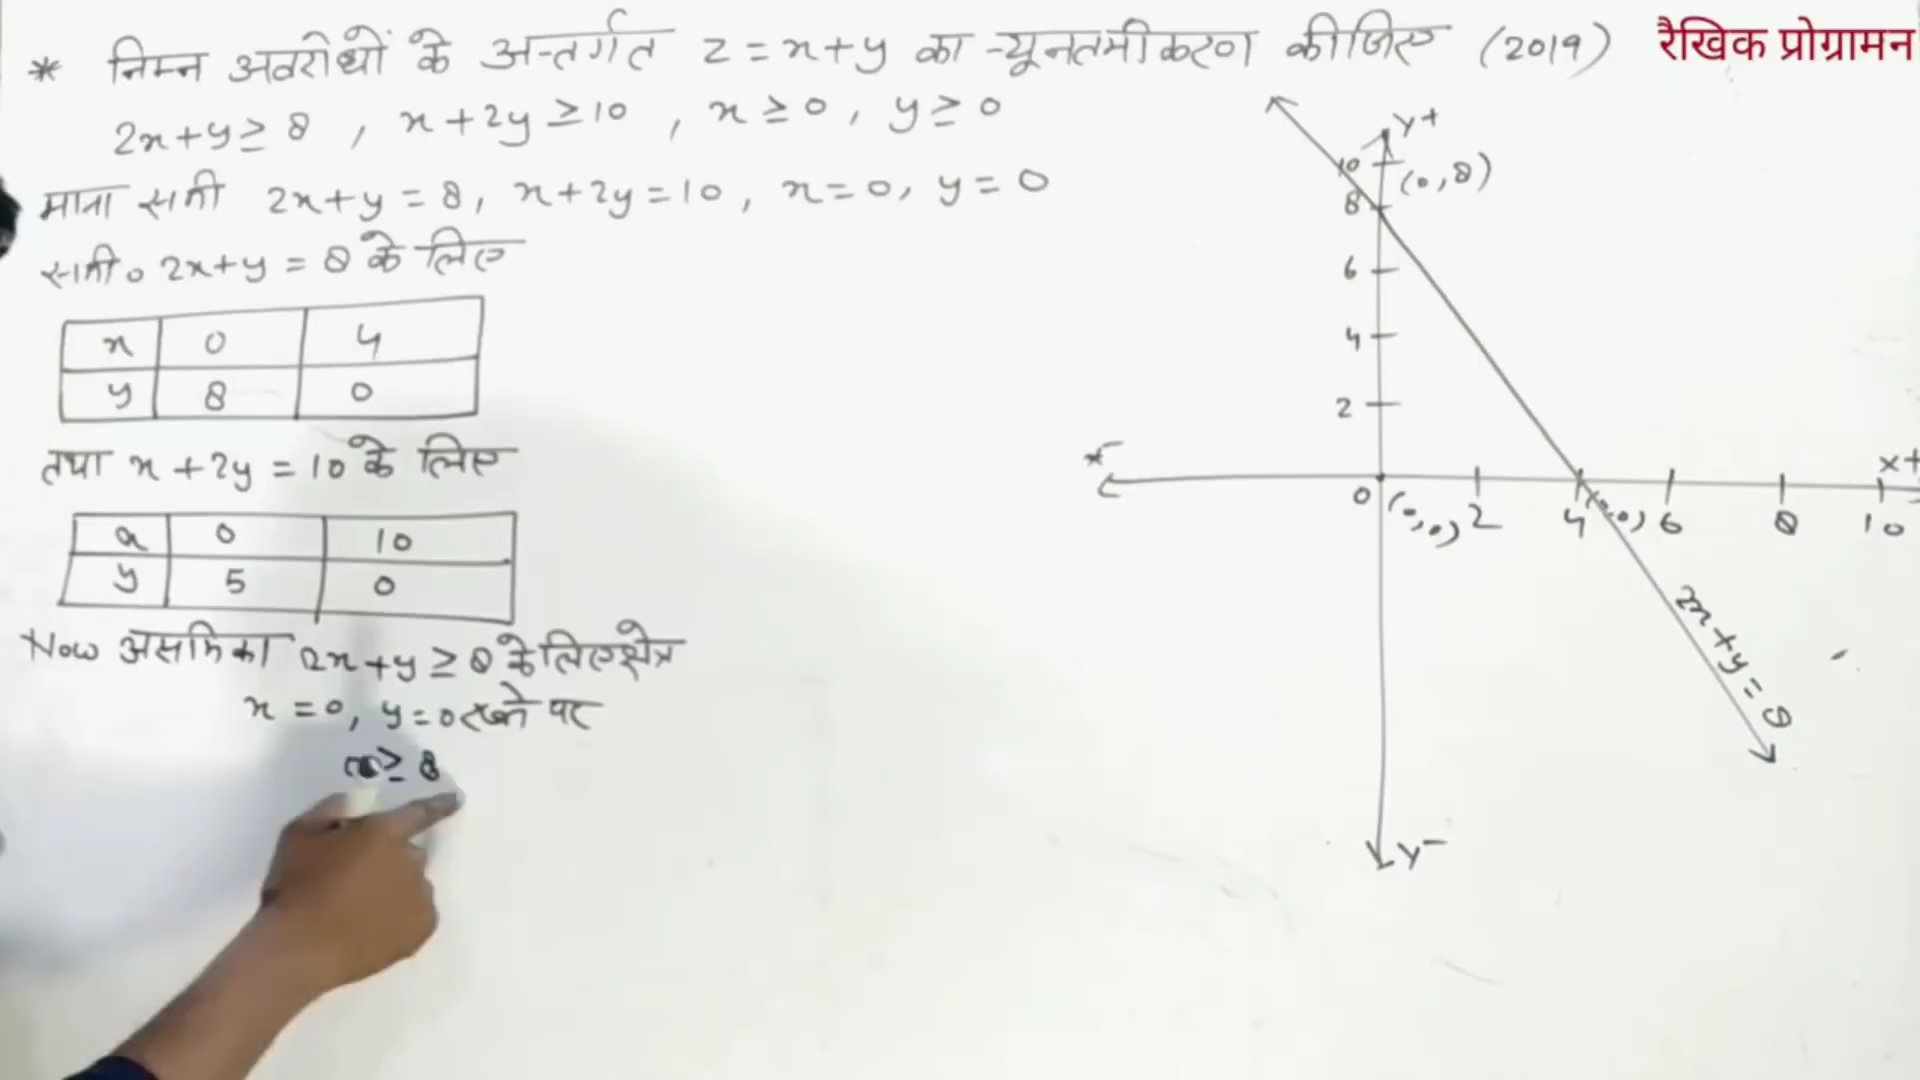 * निम्न अवरोधों के अन्तर्गत z = x+y का न्यूनतमीकरण कीजिए (2019)
रैखिक प्रोग्रामन
2x+y ≥ 8 , x+2y ≥ 10 , x ≥ 0 , y ≥ 0
माना समी 2x+y = 8, x+2y = 10, x=0, y=0
समी० 2x+y = 8 के लिए
x 0 4
y 8 0
तथा x+2y = 10 के लिए
x 0 10
y 5 0
Now असमिका 2x+y ≥ 8 के लिए क्षेत्र
x = 0, y=0 रखने पर
0 ≥ 8
y+
10
(0,8)
8
6
4
2
x-
x+
0 (0,0) 2 4 6 8 10
2x+y = 8
y-